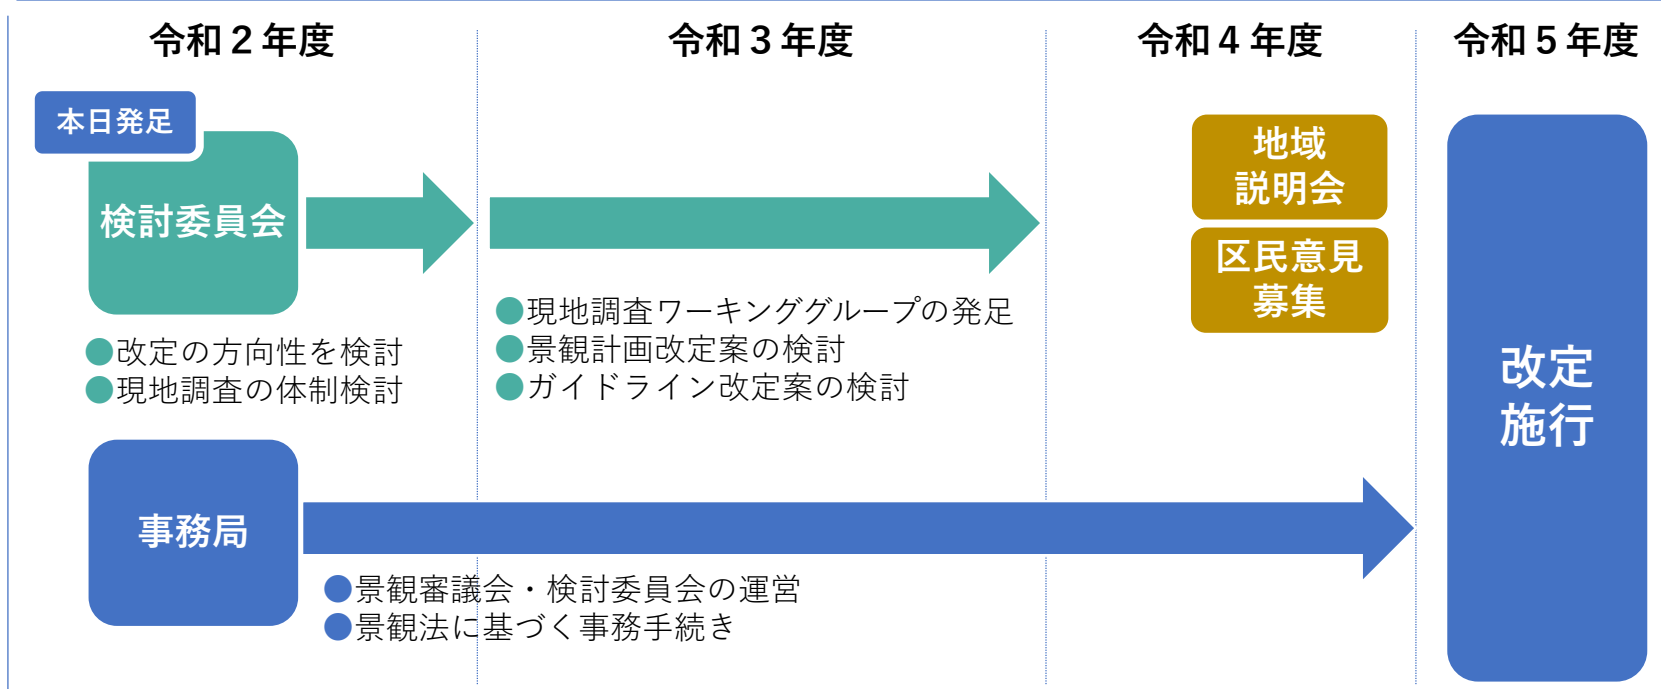 令和２年度
令和３年度
令和４年度
令和５年度
本日発足
検討委員会
●改定の方向性を検討
●現地調査の体制検討
●現地調査ワーキンググループの発足
●景観計画改定案の検討
●ガイドライン改定案の検討
地域
説明会
区民意見
募集
改定
施行
事務局
●景観審議会・検討委員会の運営
●景観法に基づく事務手続き